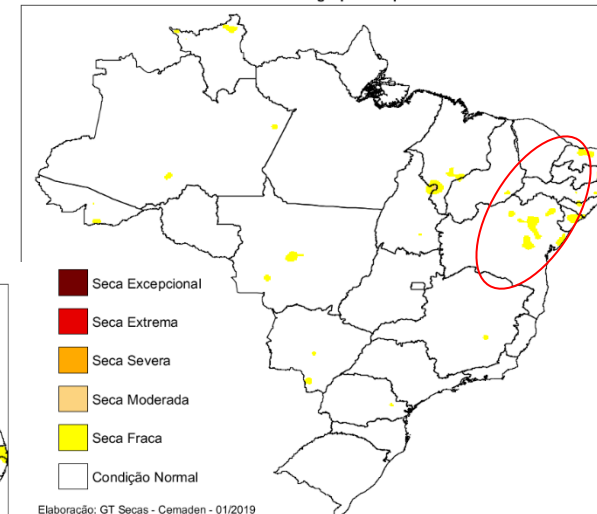 Seca Excepcional
Seca Extrema
Seca Severa
Seca Moderada
Seca Fraca
Condição Normal
Elaboração: GT Secas - Cemaden - 01/2019